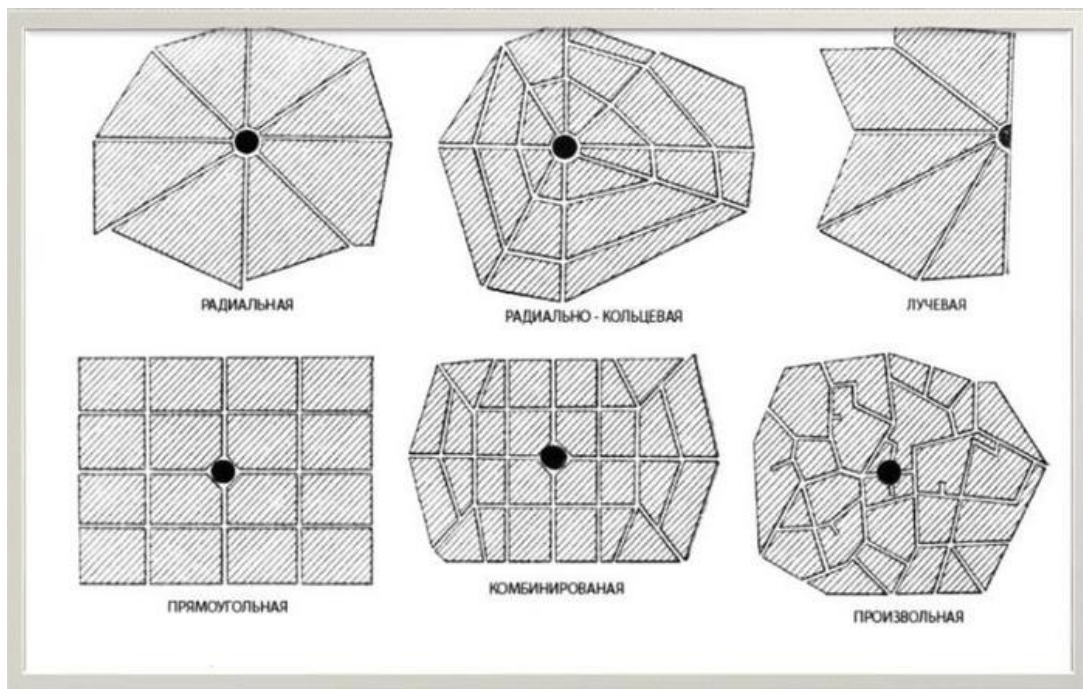 РАДИАЛЬНАЯ
РАДИАЛЬНО - КОЛЬЦЕВАЯ
ЛУЧЕВАЯ
ПРЯМОУГОЛЬНАЯ
КОМБИНИРОВАНАЯ
ПРОИЗВОЛЬНАЯ